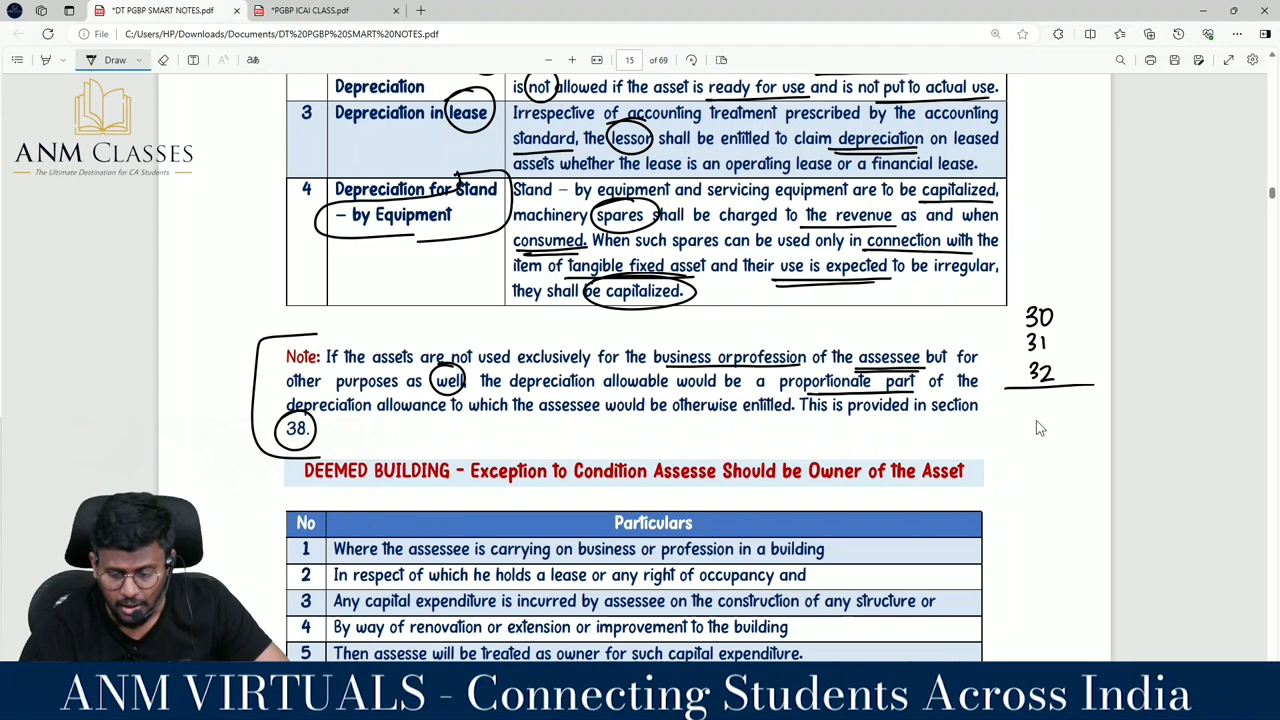 *DT PGBP SMART NOTES.pdf
*PGBP ICAI CLASS.pdf
File
C:/Users/HP/Downloads/Documents/DT%20PGBP%20SMART%20NOTES.pdf
Draw
15 of 69
ANM CLASSES
The Ultimate Destination for CA Students
Depreciation
is not allowed if the asset is ready for use and is not put to actual use.
3
Depreciation in lease
Irrespective of accounting treatment prescribed by the accounting
standard, the lessor shall be entitled to claim depreciation on leased
assets whether the lease is an operating lease or a financial lease.
4
Depreciation for Stand
– by Equipment
Stand – by equipment and servicing equipment are to be capitalized,
machinery spares shall be charged to the revenue as and when
consumed. When such spares can be used only in connection with the
item of tangible fixed asset and their use is expected to be irregular,
they shall be capitalized.
30
31
32
Note: If the assets are not used exclusively for the business orprofession of the assessee but for
other purposes as well, the depreciation allowable would be a proportionate part of the
depreciation allowance to which the assessee would be otherwise entitled. This is provided in section
38.
DEEMED BUILDING - Exception to Condition Assesse Should be Owner of the Asset
No Particulars
1 Where the assessee is carrying on business or profession in a building
2 In respect of which he holds a lease or any right of occupancy and
3 Any capital expenditure is incurred by assessee on the construction of any structure or
4 By way of renovation or extension or improvement to the building
5 Then assesse will be treated as owner for such capital expenditure.
ANM VIRTUALS - Connecting Students Across India